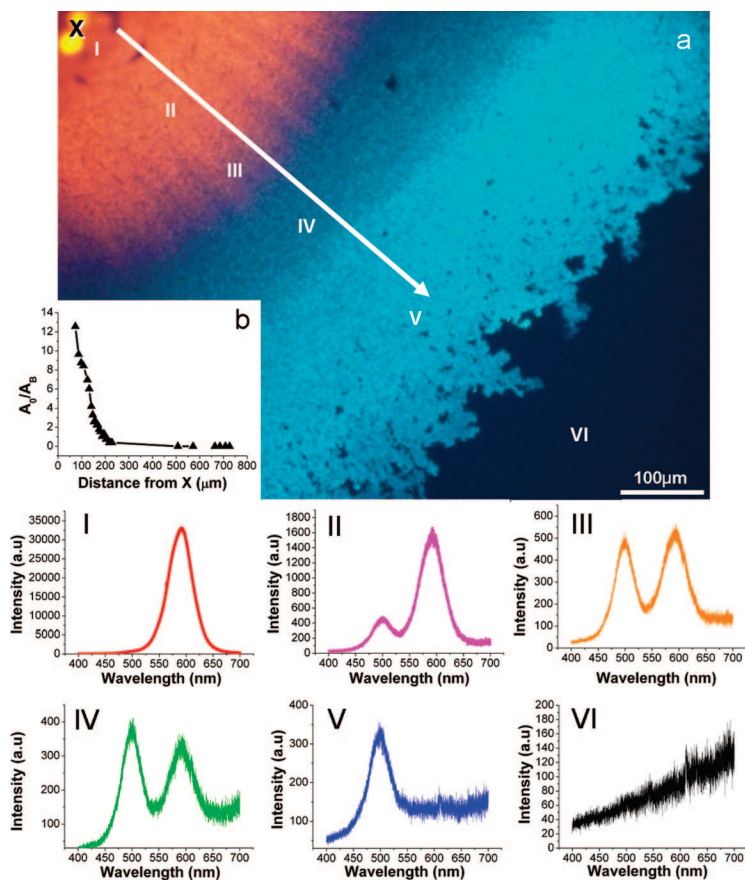 X
a
I
II
III
IV
V
VI
100µm
b
14
12
10
8
6
4
2
0
A0/AB
0 100 200 300 400 500 600 700 800
Distance from X (µm)
I
35000
30000
25000
20000
15000
10000
5000
0
Intensity (a.u)
400 450 500 550 600 650 700
Wavelength (nm)
II
1800
1600
1400
1200
1000
800
600
400
200
0
Intensity (a.u)
400 450 500 550 600 650 700
Wavelength (nm)
III
600
500
400
300
200
100
0
Intensity (a.u)
400 450 500 550 600 650 700
Wavelength (nm)
IV
400
300
200
100
Intensity (a.u)
400 450 500 550 600 650 700
Wavelength (nm)
V
400
300
200
100
Intensity (a.u)
400 450 500 550 600 650 700
Wavelength (nm)
VI
200
180
160
140
120
100
80
60
40
20
0
Intensity (a.u)
400 450 500 550 600 650 700
Wavelength (nm)